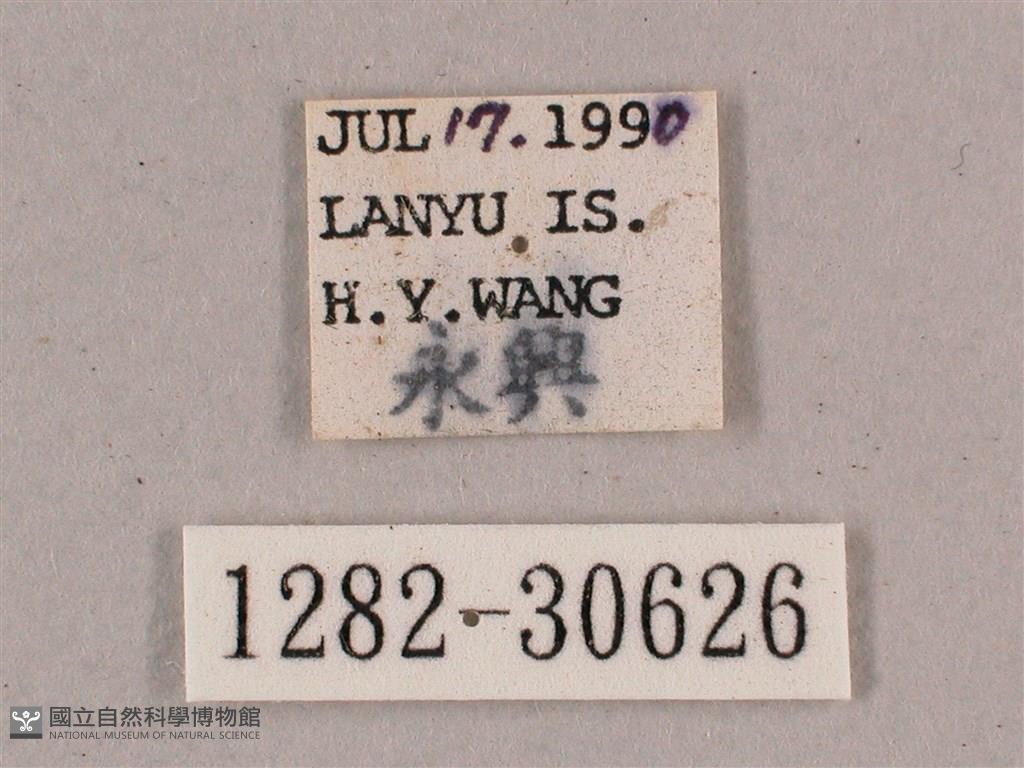 JUL 17. 1990
LANYU IS.
H.Y.WANG
永興
1282-30626
國立自然科學博物館
NATIONAL MUSEUM OF NATURAL SCIENCE